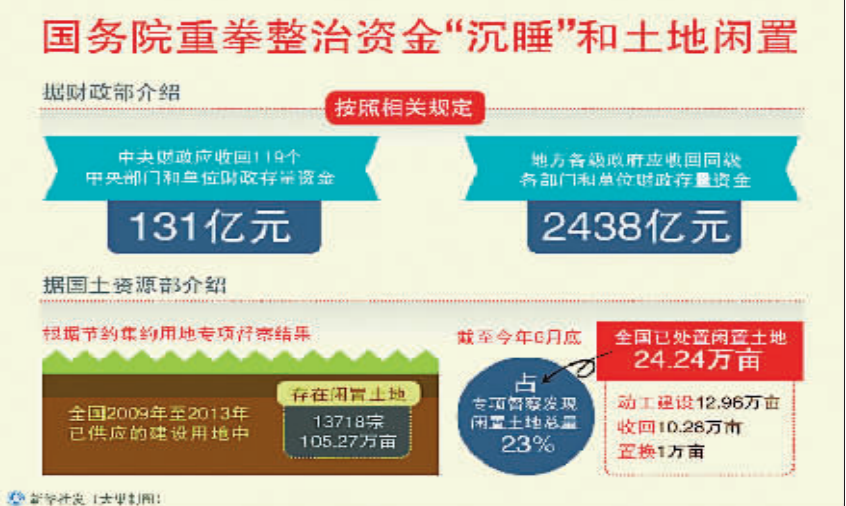 国务院重拳整治资金“沉睡”和土地闲置
据财政部介绍
按照相关规定
中央财政应收回119个
中央部门和单位财政存量资金
131亿元
地方各级政府应收回同级
各部门和单位财政存量资金
2438亿元
据国土资源部介绍
根据节约集约用地专项督察结果
全国2009年至2013年
已供应的建设用地中
存在闲置土地
13718宗
105.27万亩
截至今年6月底
占
专项督察发现
闲置土地总量
23%
全国已处置闲置土地
24.24万亩
动工建设12.96万亩
收回10.28万亩
置换1万亩
新华社发